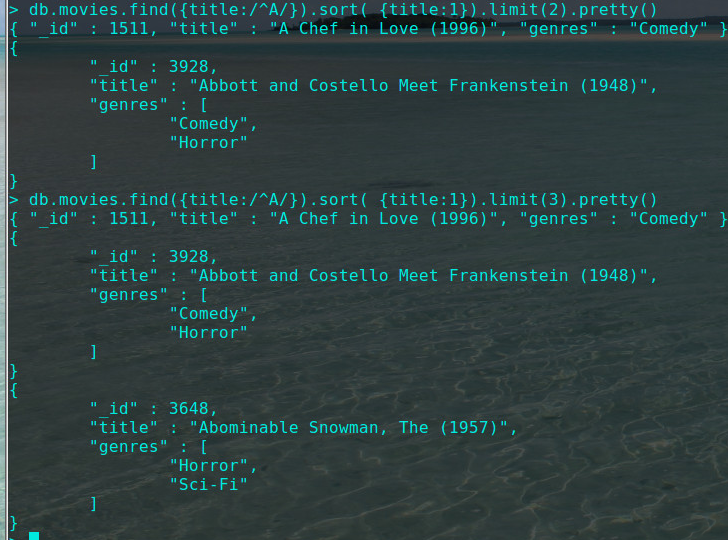 > db.movies.find({title:/^A/}).sort( {title:1}).limit(2).pretty()
{ "_id" : 1511, "title" : "A Chef in Love (1996)", "genres" : "Comedy" }
{
        "_id" : 3928,
        "title" : "Abbott and Costello Meet Frankenstein (1948)",
        "genres" : [
                "Comedy",
                "Horror"
        ]
}
> db.movies.find({title:/^A/}).sort( {title:1}).limit(3).pretty()
{ "_id" : 1511, "title" : "A Chef in Love (1996)", "genres" : "Comedy" }
{
        "_id" : 3928,
        "title" : "Abbott and Costello Meet Frankenstein (1948)",
        "genres" : [
                "Comedy",
                "Horror"
        ]
}
{
        "_id" : 3648,
        "title" : "Abominable Snowman, The (1957)",
        "genres" : [
                "Horror",
                "Sci-Fi"
        ]
}
>